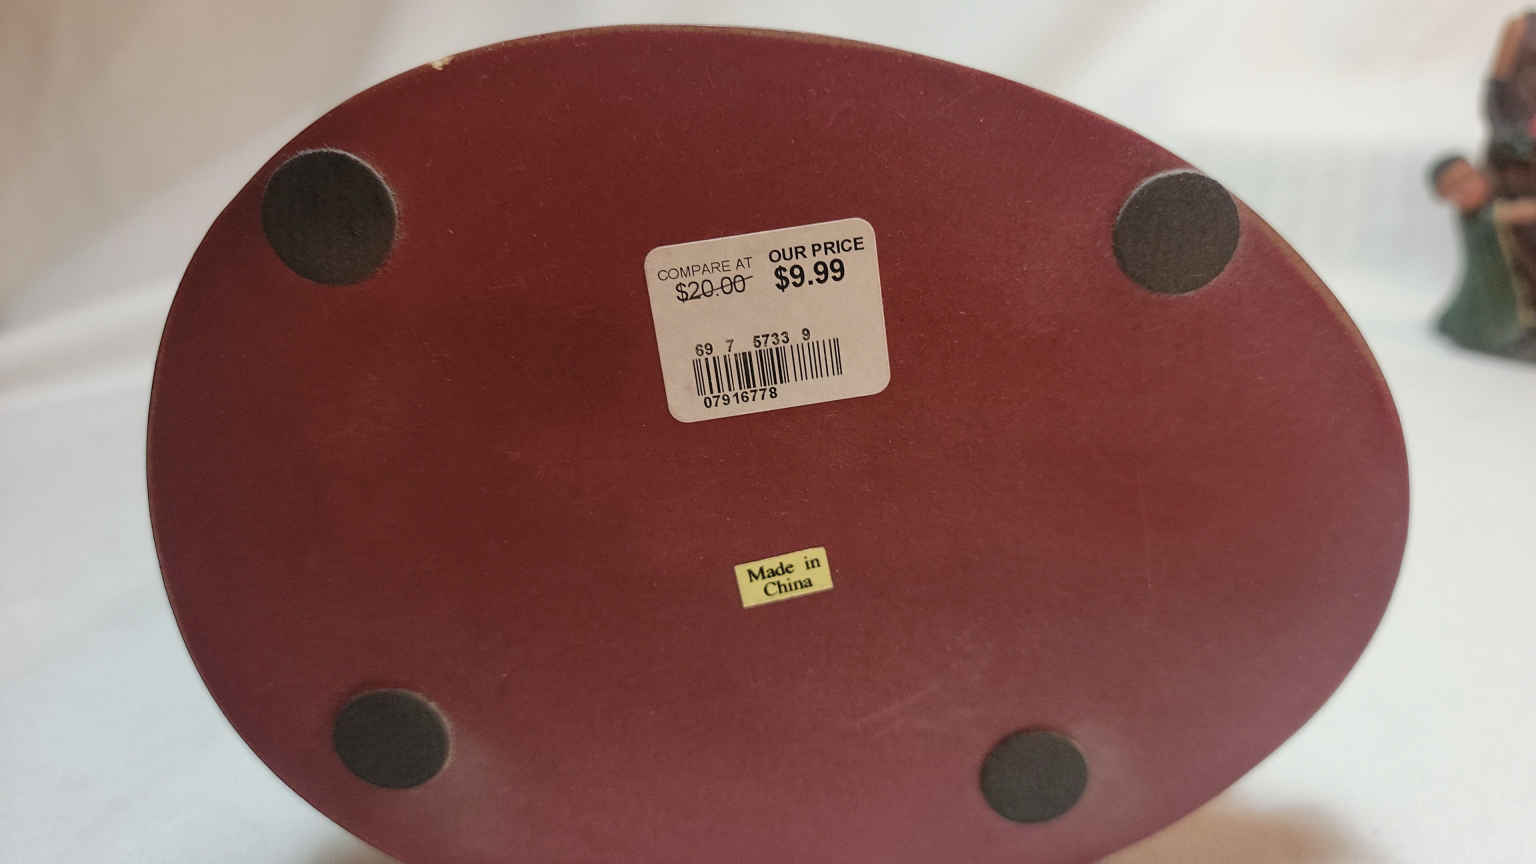 COMPARE AT OUR PRICE
$20.00 $9.99
69 7 5733 9
07916778
Made in
China